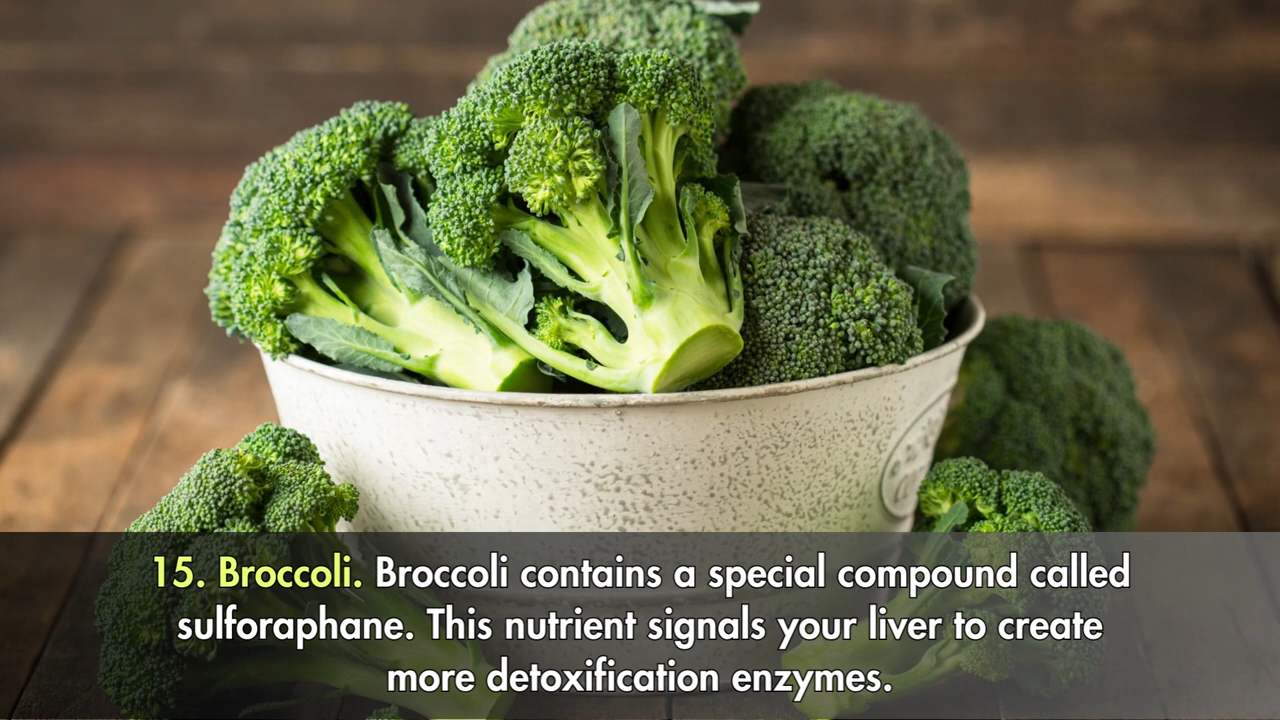 15. Broccoli. Broccoli contains a special compound called
sulforaphane. This nutrient signals your liver to create
more detoxification enzymes.